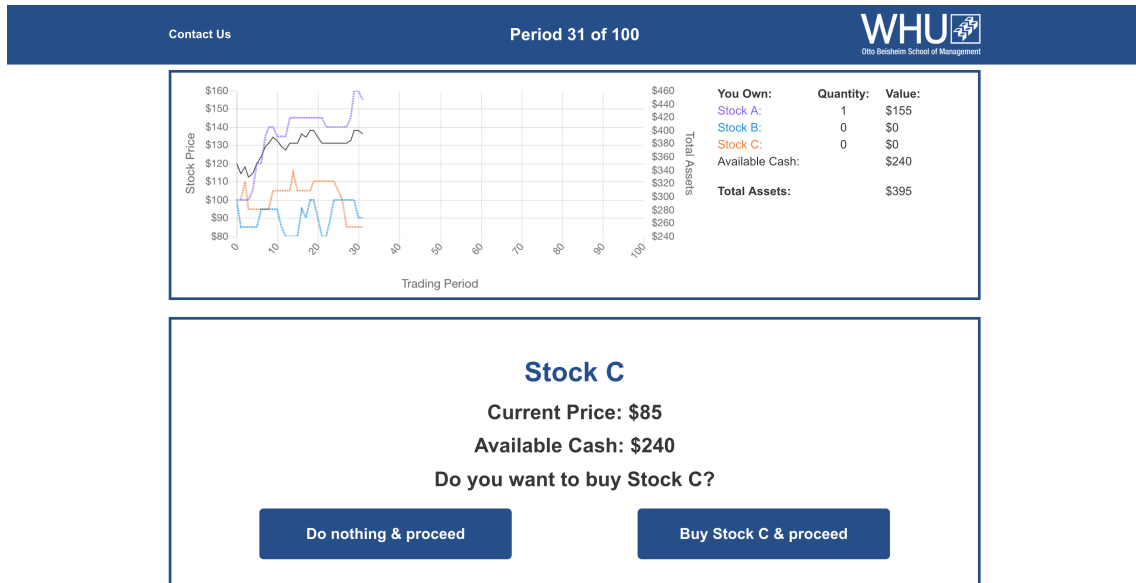 Contact Us
Period 31 of 100
WHU
Otto Beisheim School of Management
$160
$150
$140
$130
$120
$110
$100
$90
$80
Stock Price
0
10
20
30
40
50
60
70
80
90
100
Trading Period
$460
$440
$420
$400
$380
$360
$340
$320
$300
$280
$260
$240
Total Assets
You Own: Quantity: Value:
Stock A: 1 $155
Stock B: 0 $0
Stock C: 0 $0
Available Cash: $240
Total Assets: $395
Stock C
Current Price: $85
Available Cash: $240
Do you want to buy Stock C?
Do nothing & proceed
Buy Stock C & proceed